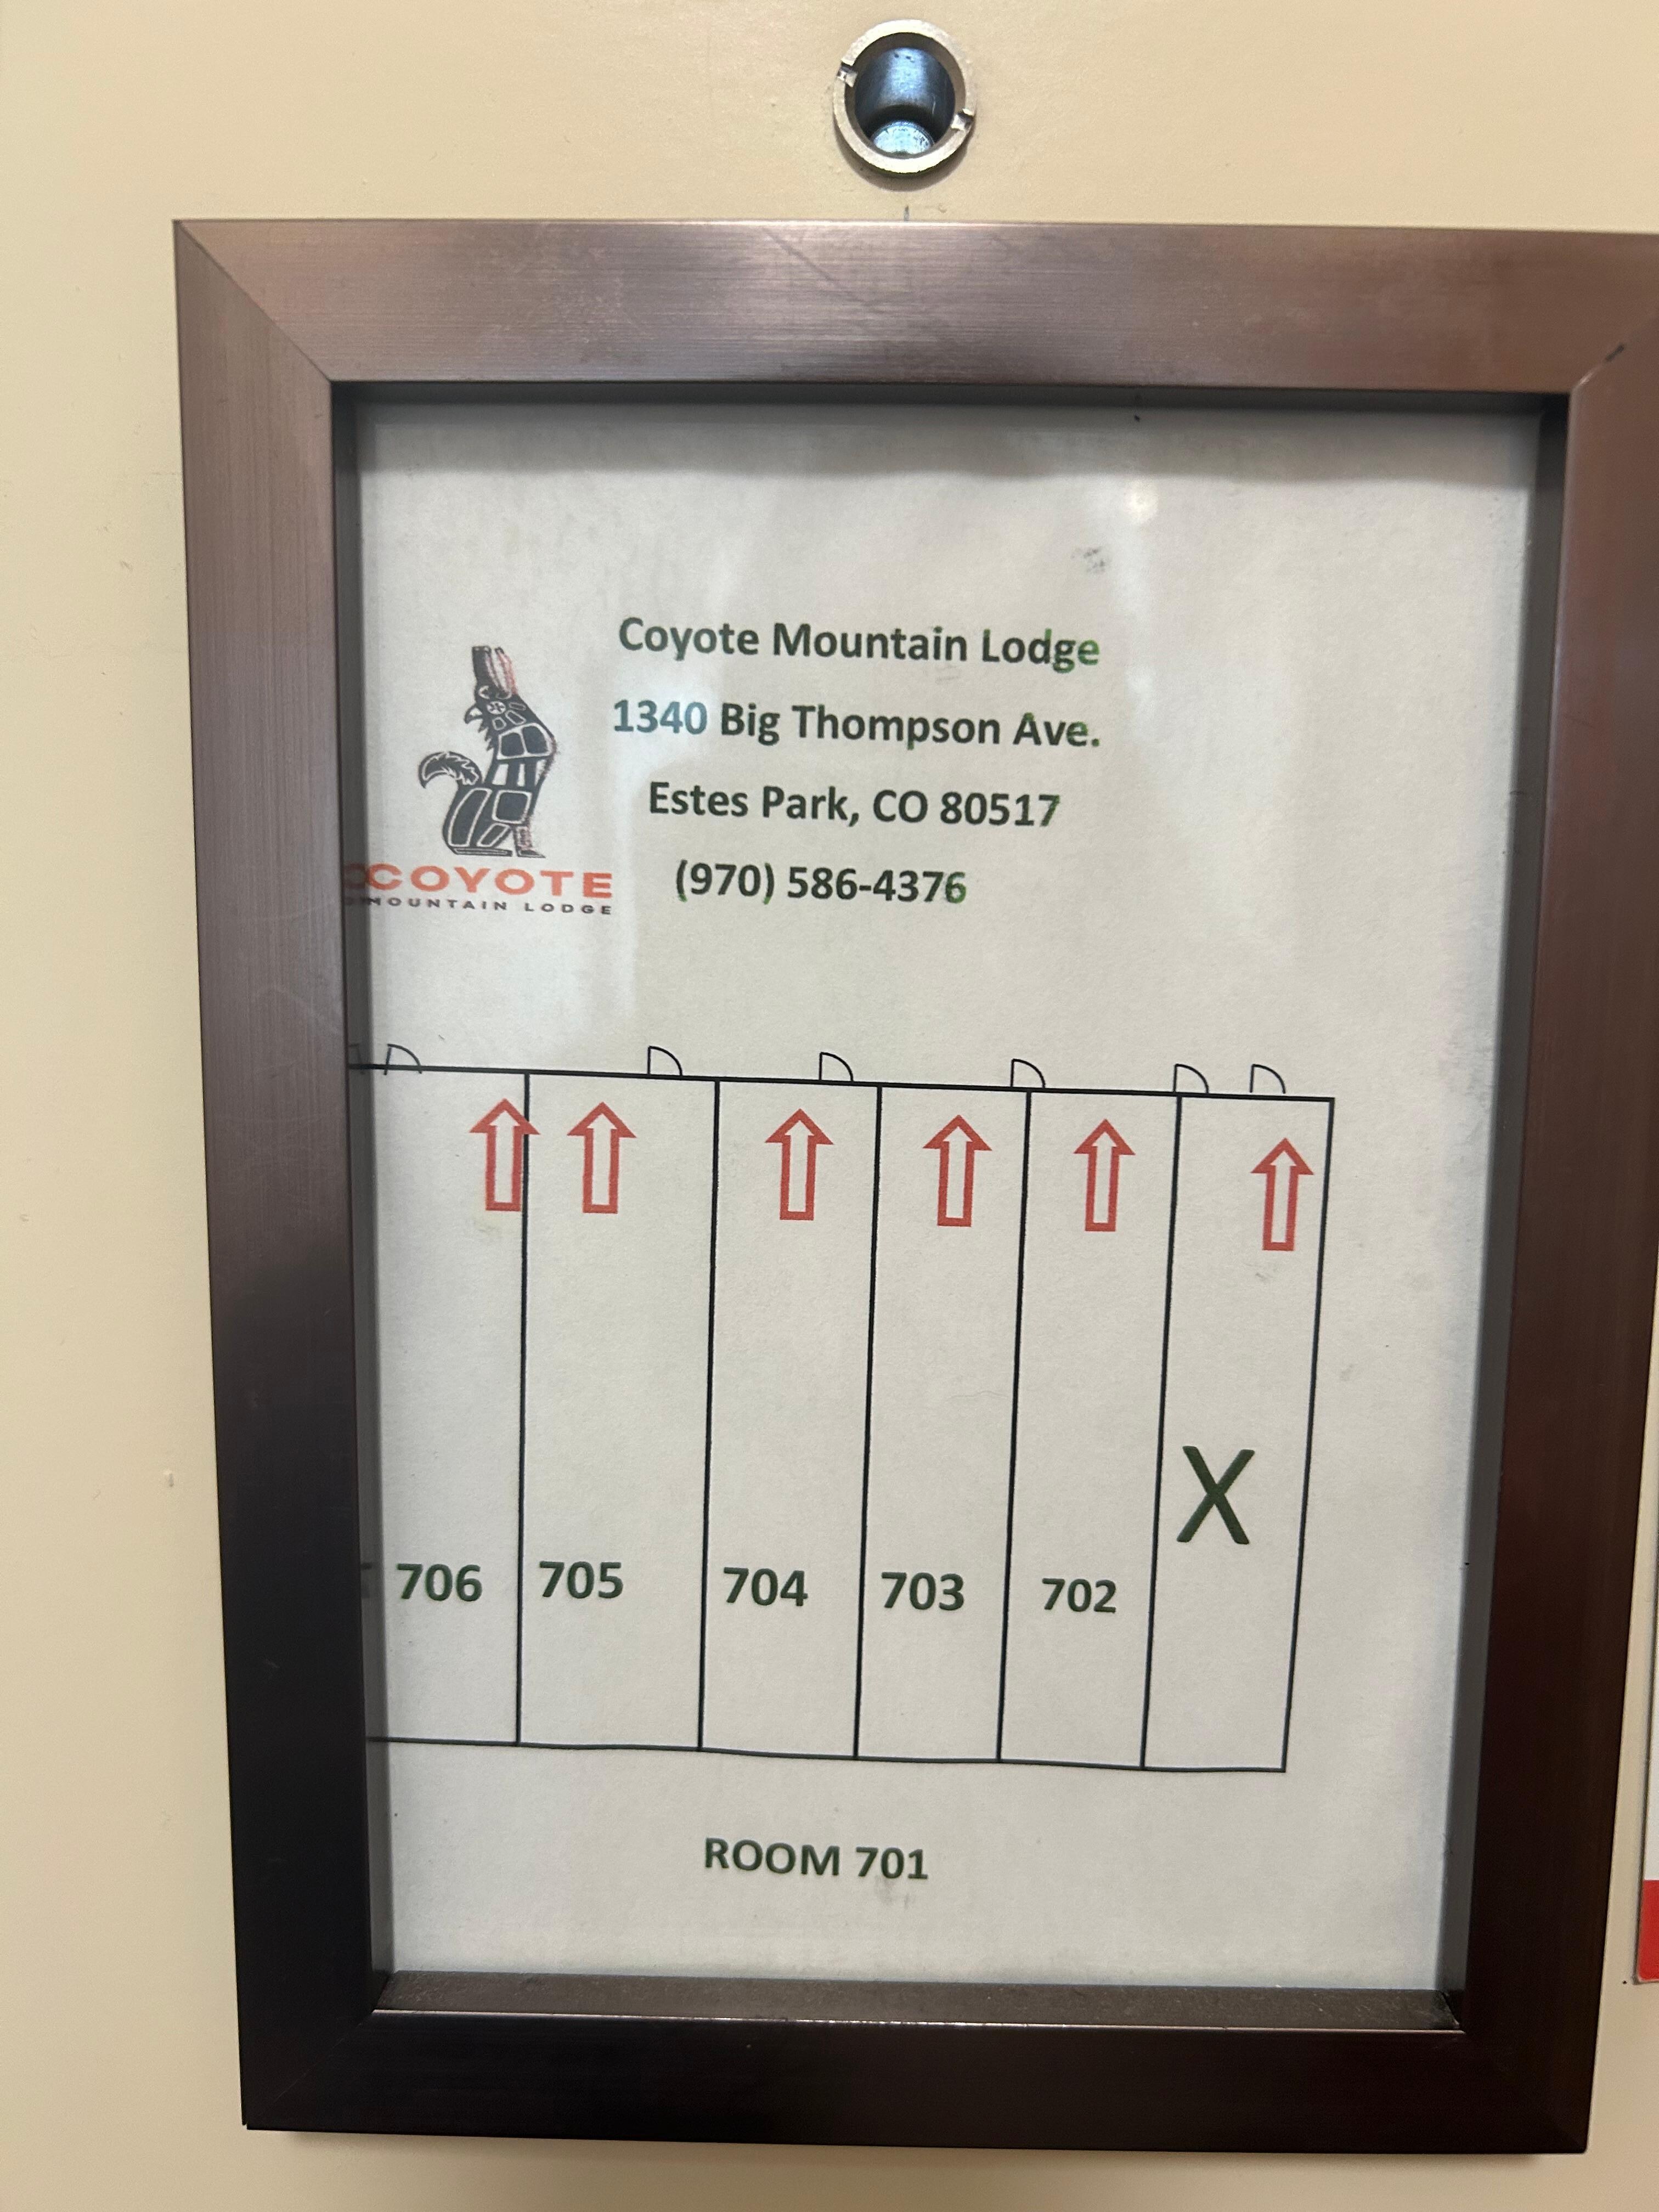 Coyote Mountain Lodge
1340 Big Thompson Ave.
Estes Park, CO 80517
(970) 586-4376
COYOTE
MOUNTAIN LODGE
X
706 705 704 703 702
ROOM 701